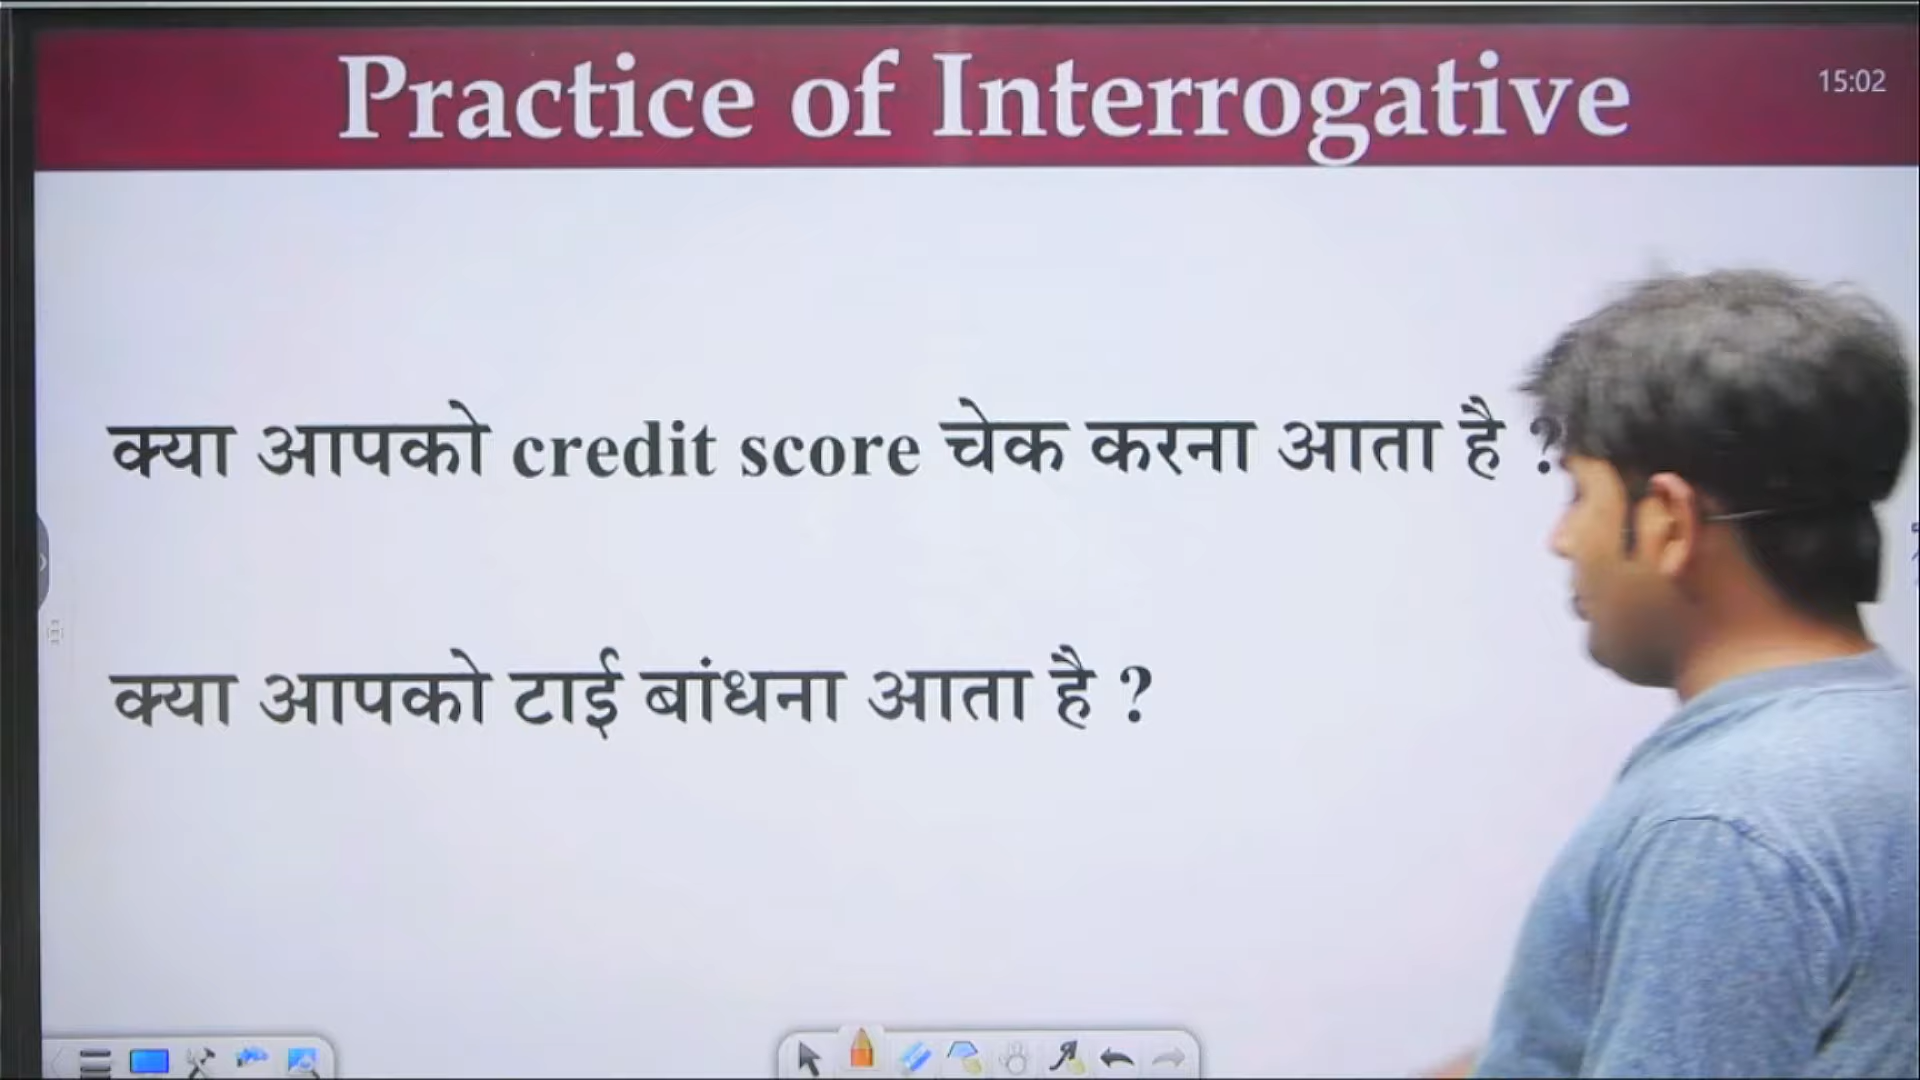 Practice of Interrogative
15:02
क्या आपको credit score चेक करना आता है ?
क्या आपको टाई बांधना आता है ?